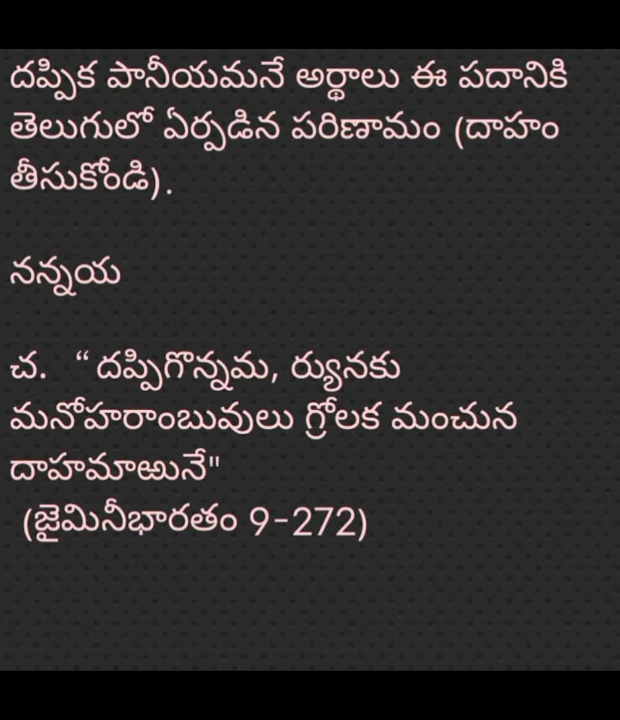 దప్పిక పానీయమనే అర్థాలు ఈ పదానికి
తెలుగులో ఏర్పడిన పరిణామం (దాహం
తీసుకోండి).
నన్నయ
చ. “ దప్పిగొన్నమ, ర్యునకు
మనోహరాంబువులు గ్రోలక మంచున
దాహమాఱునే"
(జైమినీభారతం 9-272)